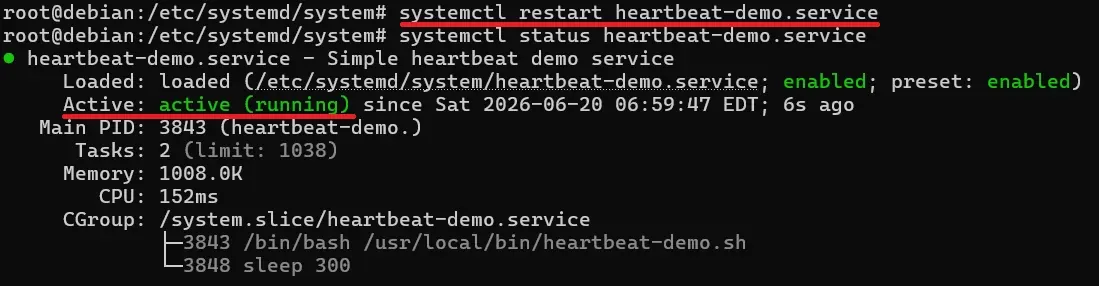 root@debian:/etc/systemd/system# systemctl restart heartbeat-demo.service
root@debian:/etc/systemd/system# systemctl status heartbeat-demo.service
● heartbeat-demo.service - Simple heartbeat demo service
     Loaded: loaded (/etc/systemd/system/heartbeat-demo.service; enabled; preset: enabled)
     Active: active (running) since Sat 2026-06-20 06:59:47 EDT; 6s ago
   Main PID: 3843 (heartbeat-demo.)
      Tasks: 2 (limit: 1038)
     Memory: 1008.0K
        CPU: 152ms
     CGroup: /system.slice/heartbeat-demo.service
             ├─3843 /bin/bash /usr/local/bin/heartbeat-demo.sh
             └─3848 sleep 300